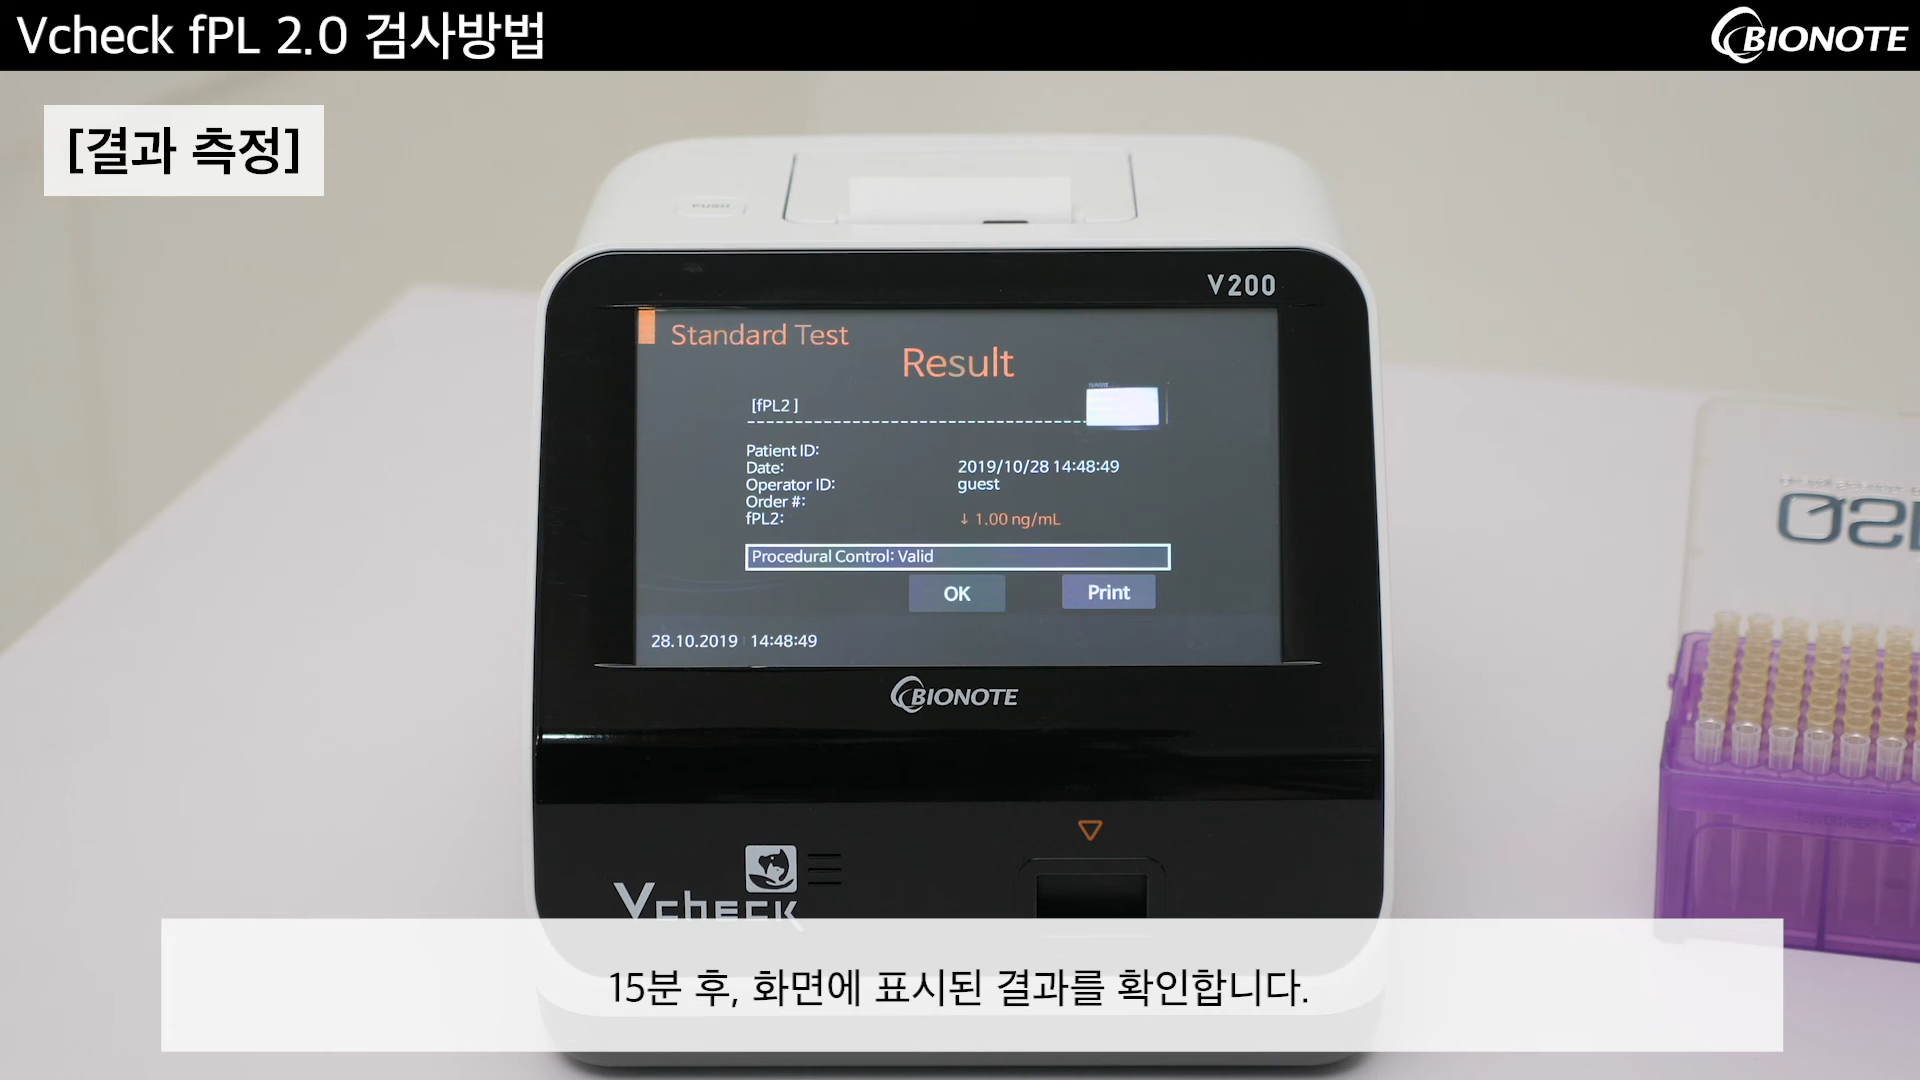 Vcheck fPL 2.0 검사방법
BIONOTE
[결과 측정]
V200
Standard Test
Result
[fPL2 ]
Patient ID:
Date: 2019/10/28 14:48:49
Operator ID: guest
Order #:
fPL2: ↓ 1.00 ng/mL
Procedural Control: Valid
OK Print
28.10.2019 14:48:49
BIONOTE
Vcheck
15분 후, 화면에 표시된 결과를 확인합니다.